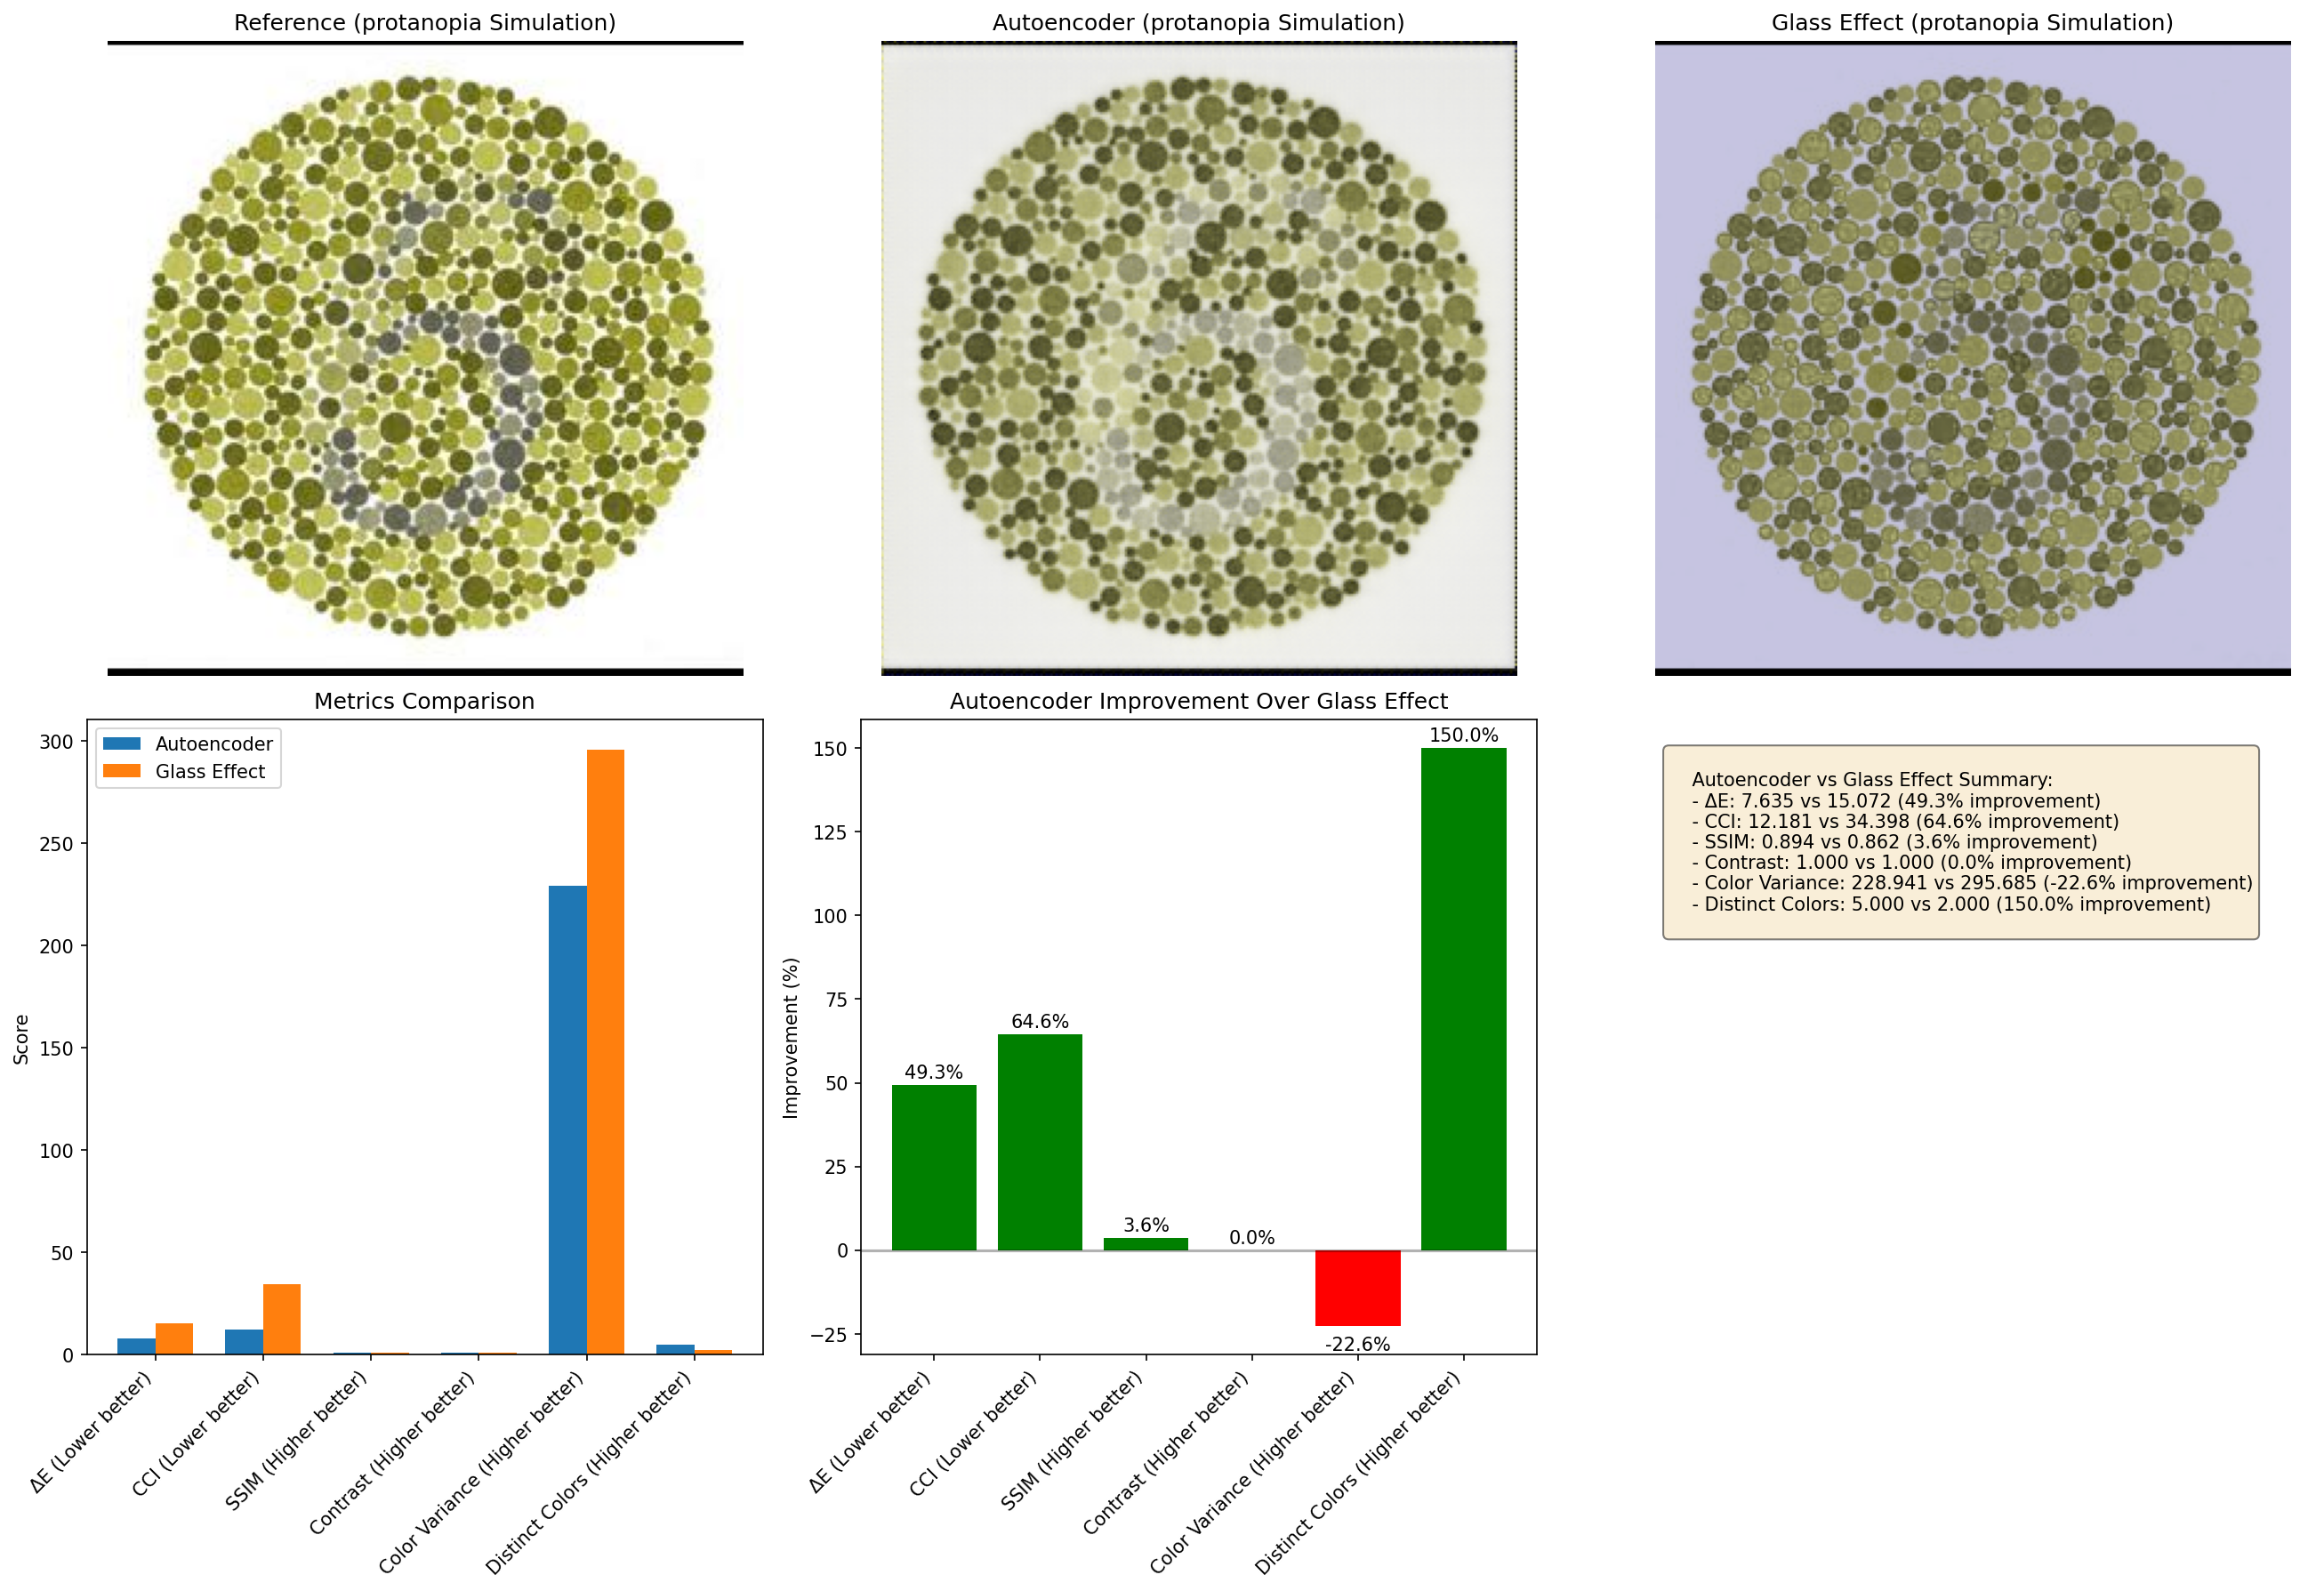 Reference (protanopia Simulation)
Autoencoder (protanopia Simulation)
Glass Effect (protanopia Simulation)
Metrics Comparison
Autoencoder
Glass Effect
Score
300
250
200
150
100
50
0
ΔE (Lower better)
CCI (Lower better)
SSIM (Higher better)
Contrast (Higher better)
Color Variance (Higher better)
Distinct Colors (Higher better)
Autoencoder Improvement Over Glass Effect
Improvement (%)
150
125
100
75
50
25
0
−25
49.3%
64.6%
3.6%
0.0%
-22.6%
150.0%
ΔE (Lower better)
CCI (Lower better)
SSIM (Higher better)
Contrast (Higher better)
Color Variance (Higher better)
Distinct Colors (Higher better)
Autoencoder vs Glass Effect Summary:
- ΔE: 7.635 vs 15.072 (49.3% improvement)
- CCI: 12.181 vs 34.398 (64.6% improvement)
- SSIM: 0.894 vs 0.862 (3.6% improvement)
- Contrast: 1.000 vs 1.000 (0.0% improvement)
- Color Variance: 228.941 vs 295.685 (-22.6% improvement)
- Distinct Colors: 5.000 vs 2.000 (150.0% improvement)